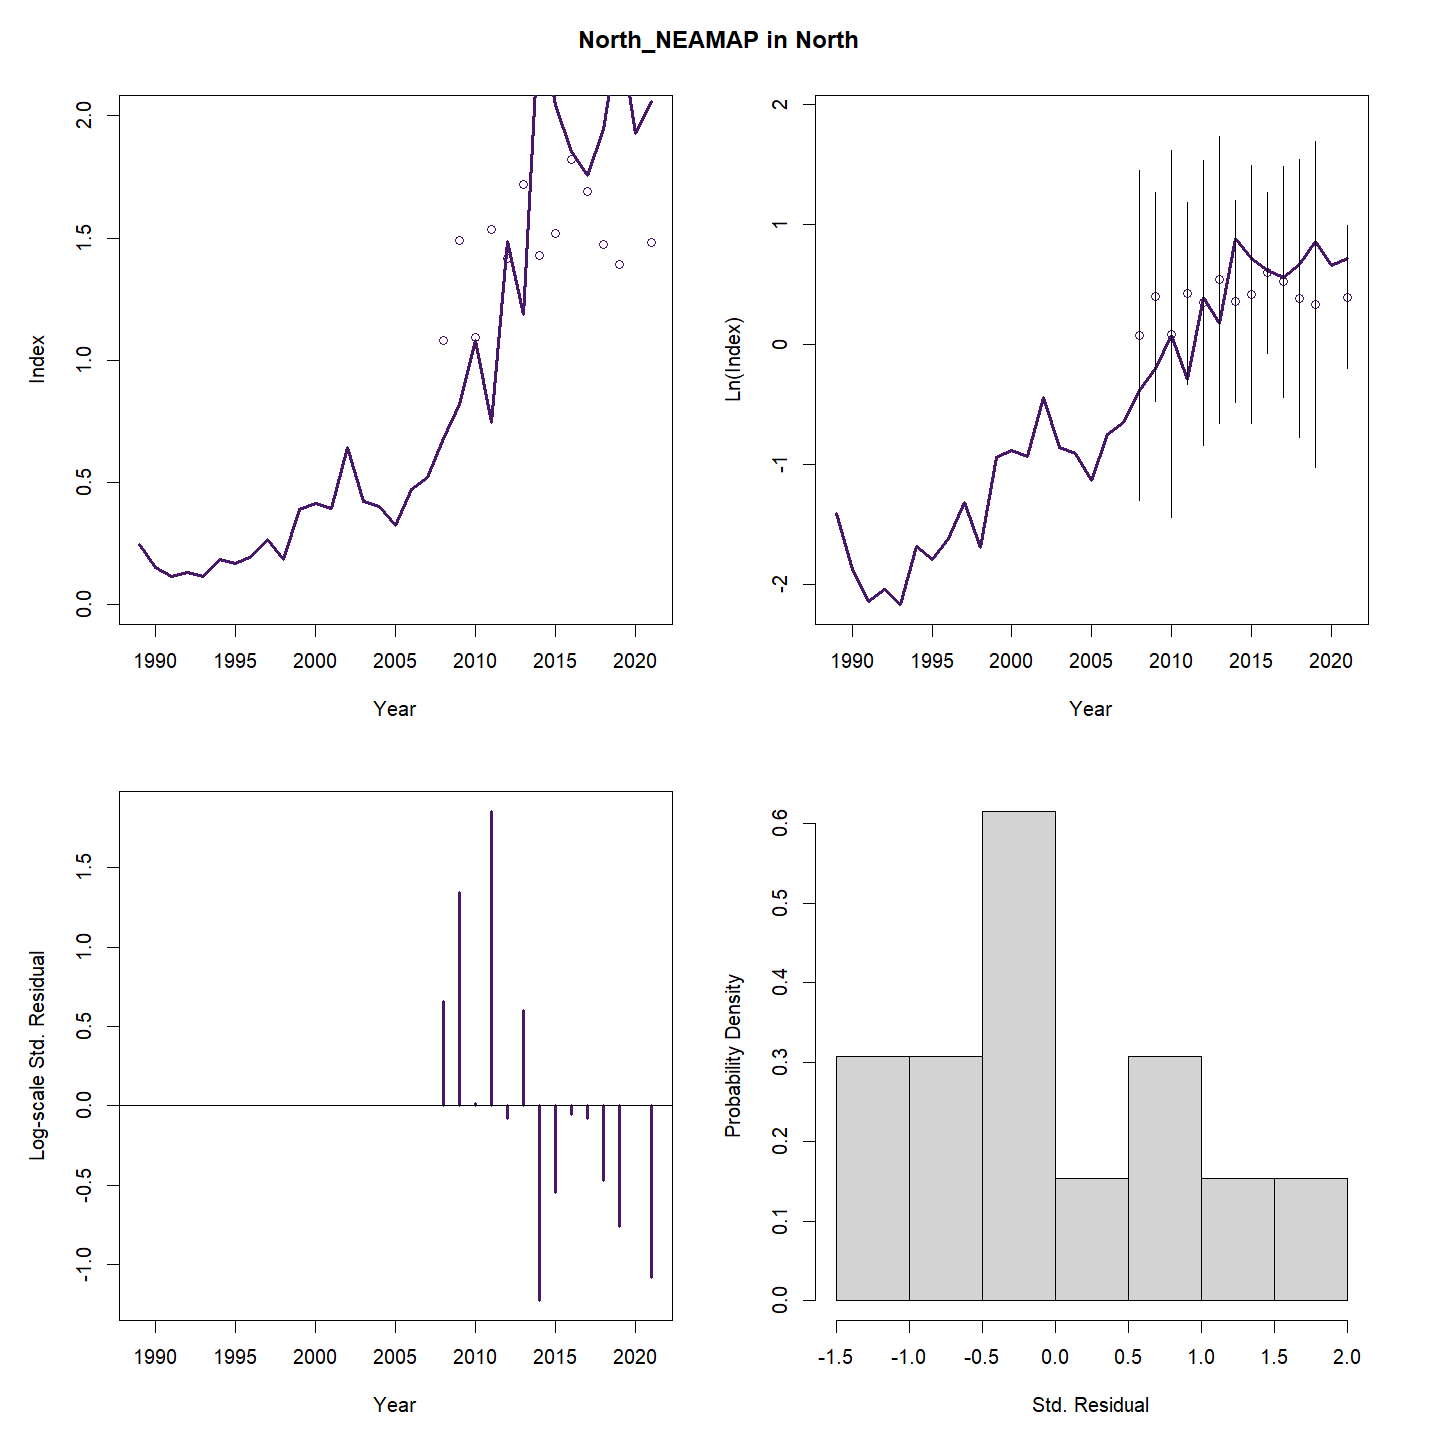 North_NEAMAP in North
2.0
1.5
1.0
0.5
0.0
Index
1990 1995 2000 2005 2010 2015 2020
Year
2
1
0
-1
-2
Ln(Index)
1990 1995 2000 2005 2010 2015 2020
Year
1.5
1.0
0.5
0.0
-0.5
-1.0
Log-scale Std. Residual
1990 1995 2000 2005 2010 2015 2020
Year
0.6
0.5
0.4
0.3
0.2
0.1
0.0
Probability Density
-1.5 -1.0 -0.5 0.0 0.5 1.0 1.5 2.0
Std. Residual